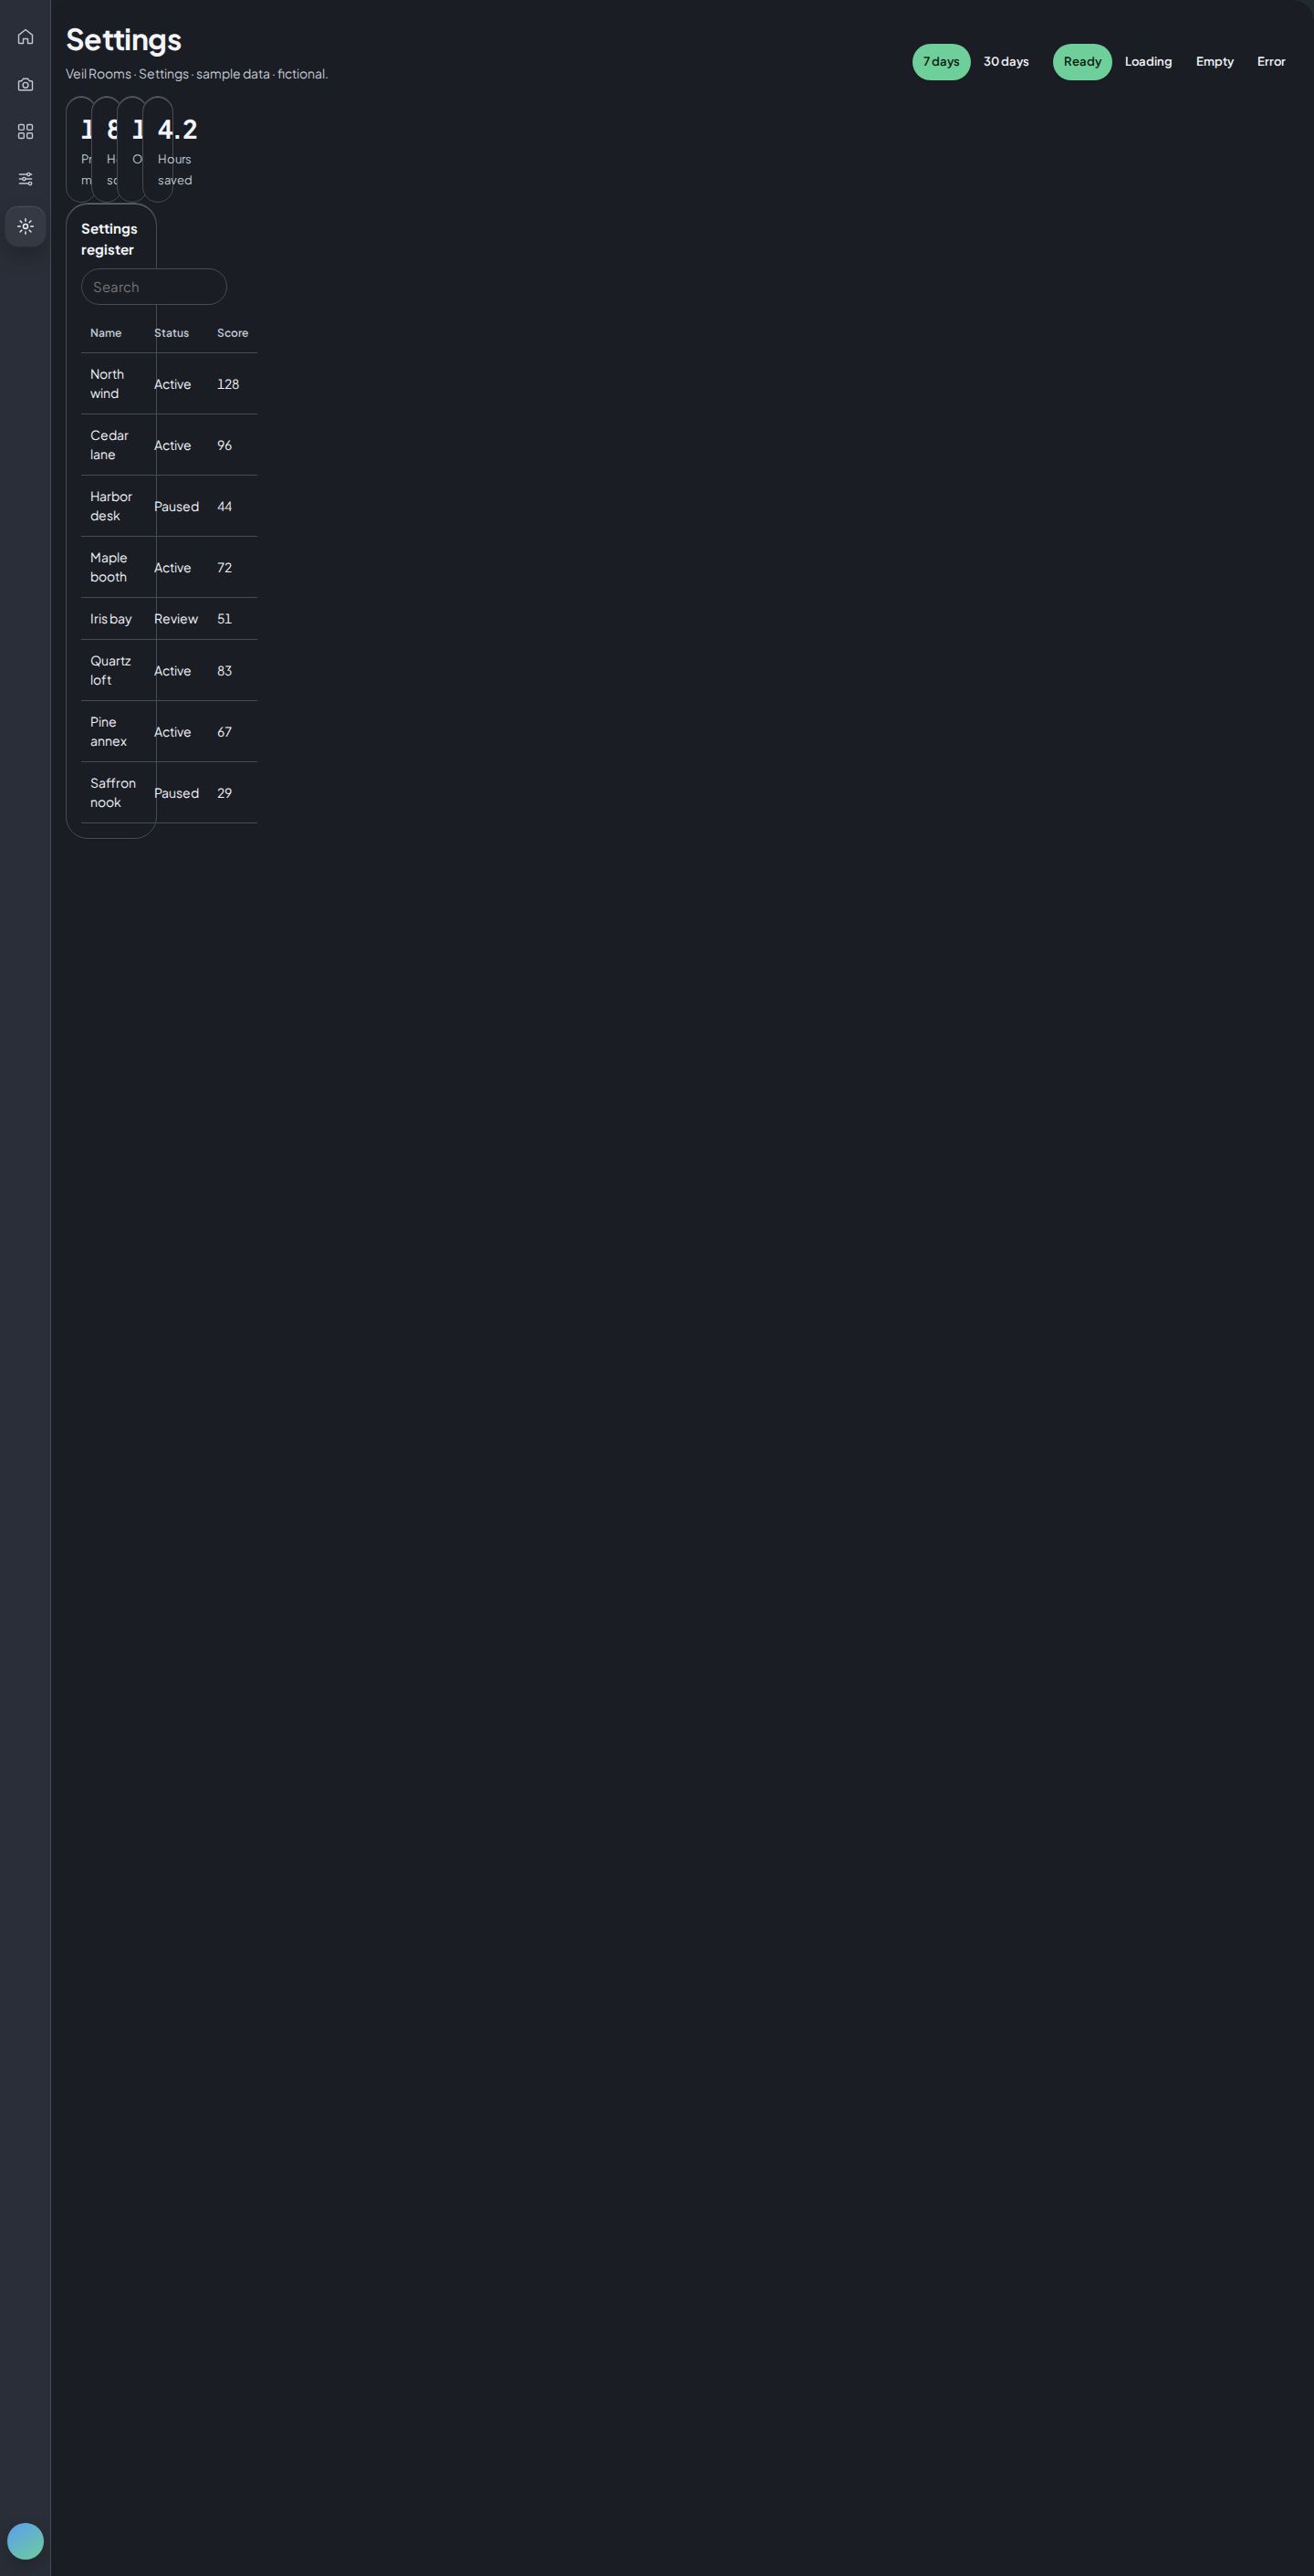 Settings
Veil Rooms · Settings · sample data · fictional.
7 days 30 days Ready Loading Empty Error
4.2
Hours
saved
Settings
register
Search
Name Status Score
North
wind
Active 128
Cedar
lane
Active 96
Harbor
desk
Paused 44
Maple
booth
Active 72
Iris bay Review 51
Quartz
loft
Active 83
Pine
annex
Active 67
Saffron
nook
Paused 29